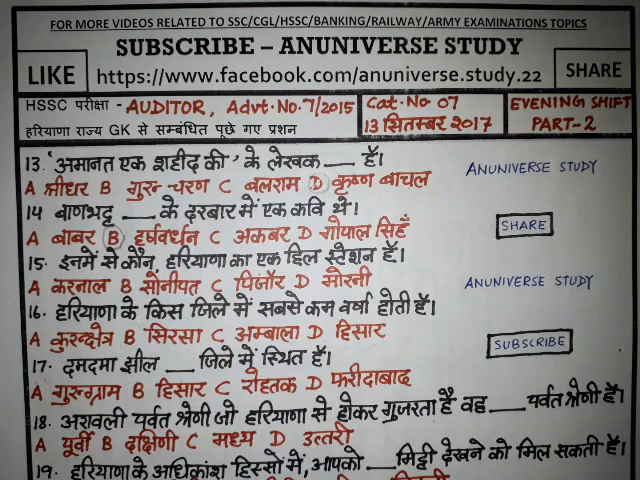 FOR MORE VIDEOS RELATED TO SSC/CGL/HSSC/BANKING/RAILWAY/ARMY EXAMINATIONS TOPICS
SUBSCRIBE – ANUNIVERSE STUDY
LIKE
https://www.facebook.com/anuniverse.study.22
SHARE
HSSC परीक्षा - AUDITOR, Advt.No.7/2015
हरियाणा राज्य GK से सम्बंधित पूछे गए प्रशन
Cat.No 07
13 सितम्बर 2017
EVENING SHIFT
PART-2
13. 'अमानत एक शहीद की' के लेखक ___ है।
ANUNIVERSE STUDY
A श्रीधर B गुरू चरण C बलराम D कृष्ण बाचल
14 बाणभट्ट ___ के दरबार में एक कवि थे।
SHARE
A बाबर B हर्षवर्धन C अकबर D गोपाल सिहँ
15. इनमें से कौन, हरियाणा का एक हिल स्टेशन है।
A करनाल B सोनीपत C पिंजौर D मोरनी
ANUNIVERSE STUDY
16. हरियाणा के किस जिले में सबसे कम वर्षा होती है।
A कुरुक्षेत्र B सिरसा C अम्बाला D हिसार
SUBSCRIBE
17. दमदमा झील ___ जिले में स्थित है।
A गुरुग्राम B हिसार C रोहतक D फरीदाबाद
18. अरावली पर्वत श्रेणी जो हरियाणा से होकर गुजरता है वह ___ पर्वत श्रेणी है।
A पूर्वी B दक्षिणी C मध्य D उत्तरी
19. हरियाणा के अधिकांश हिस्सों में, आपको ___ मिट्टी देखने को मिल सकती है।